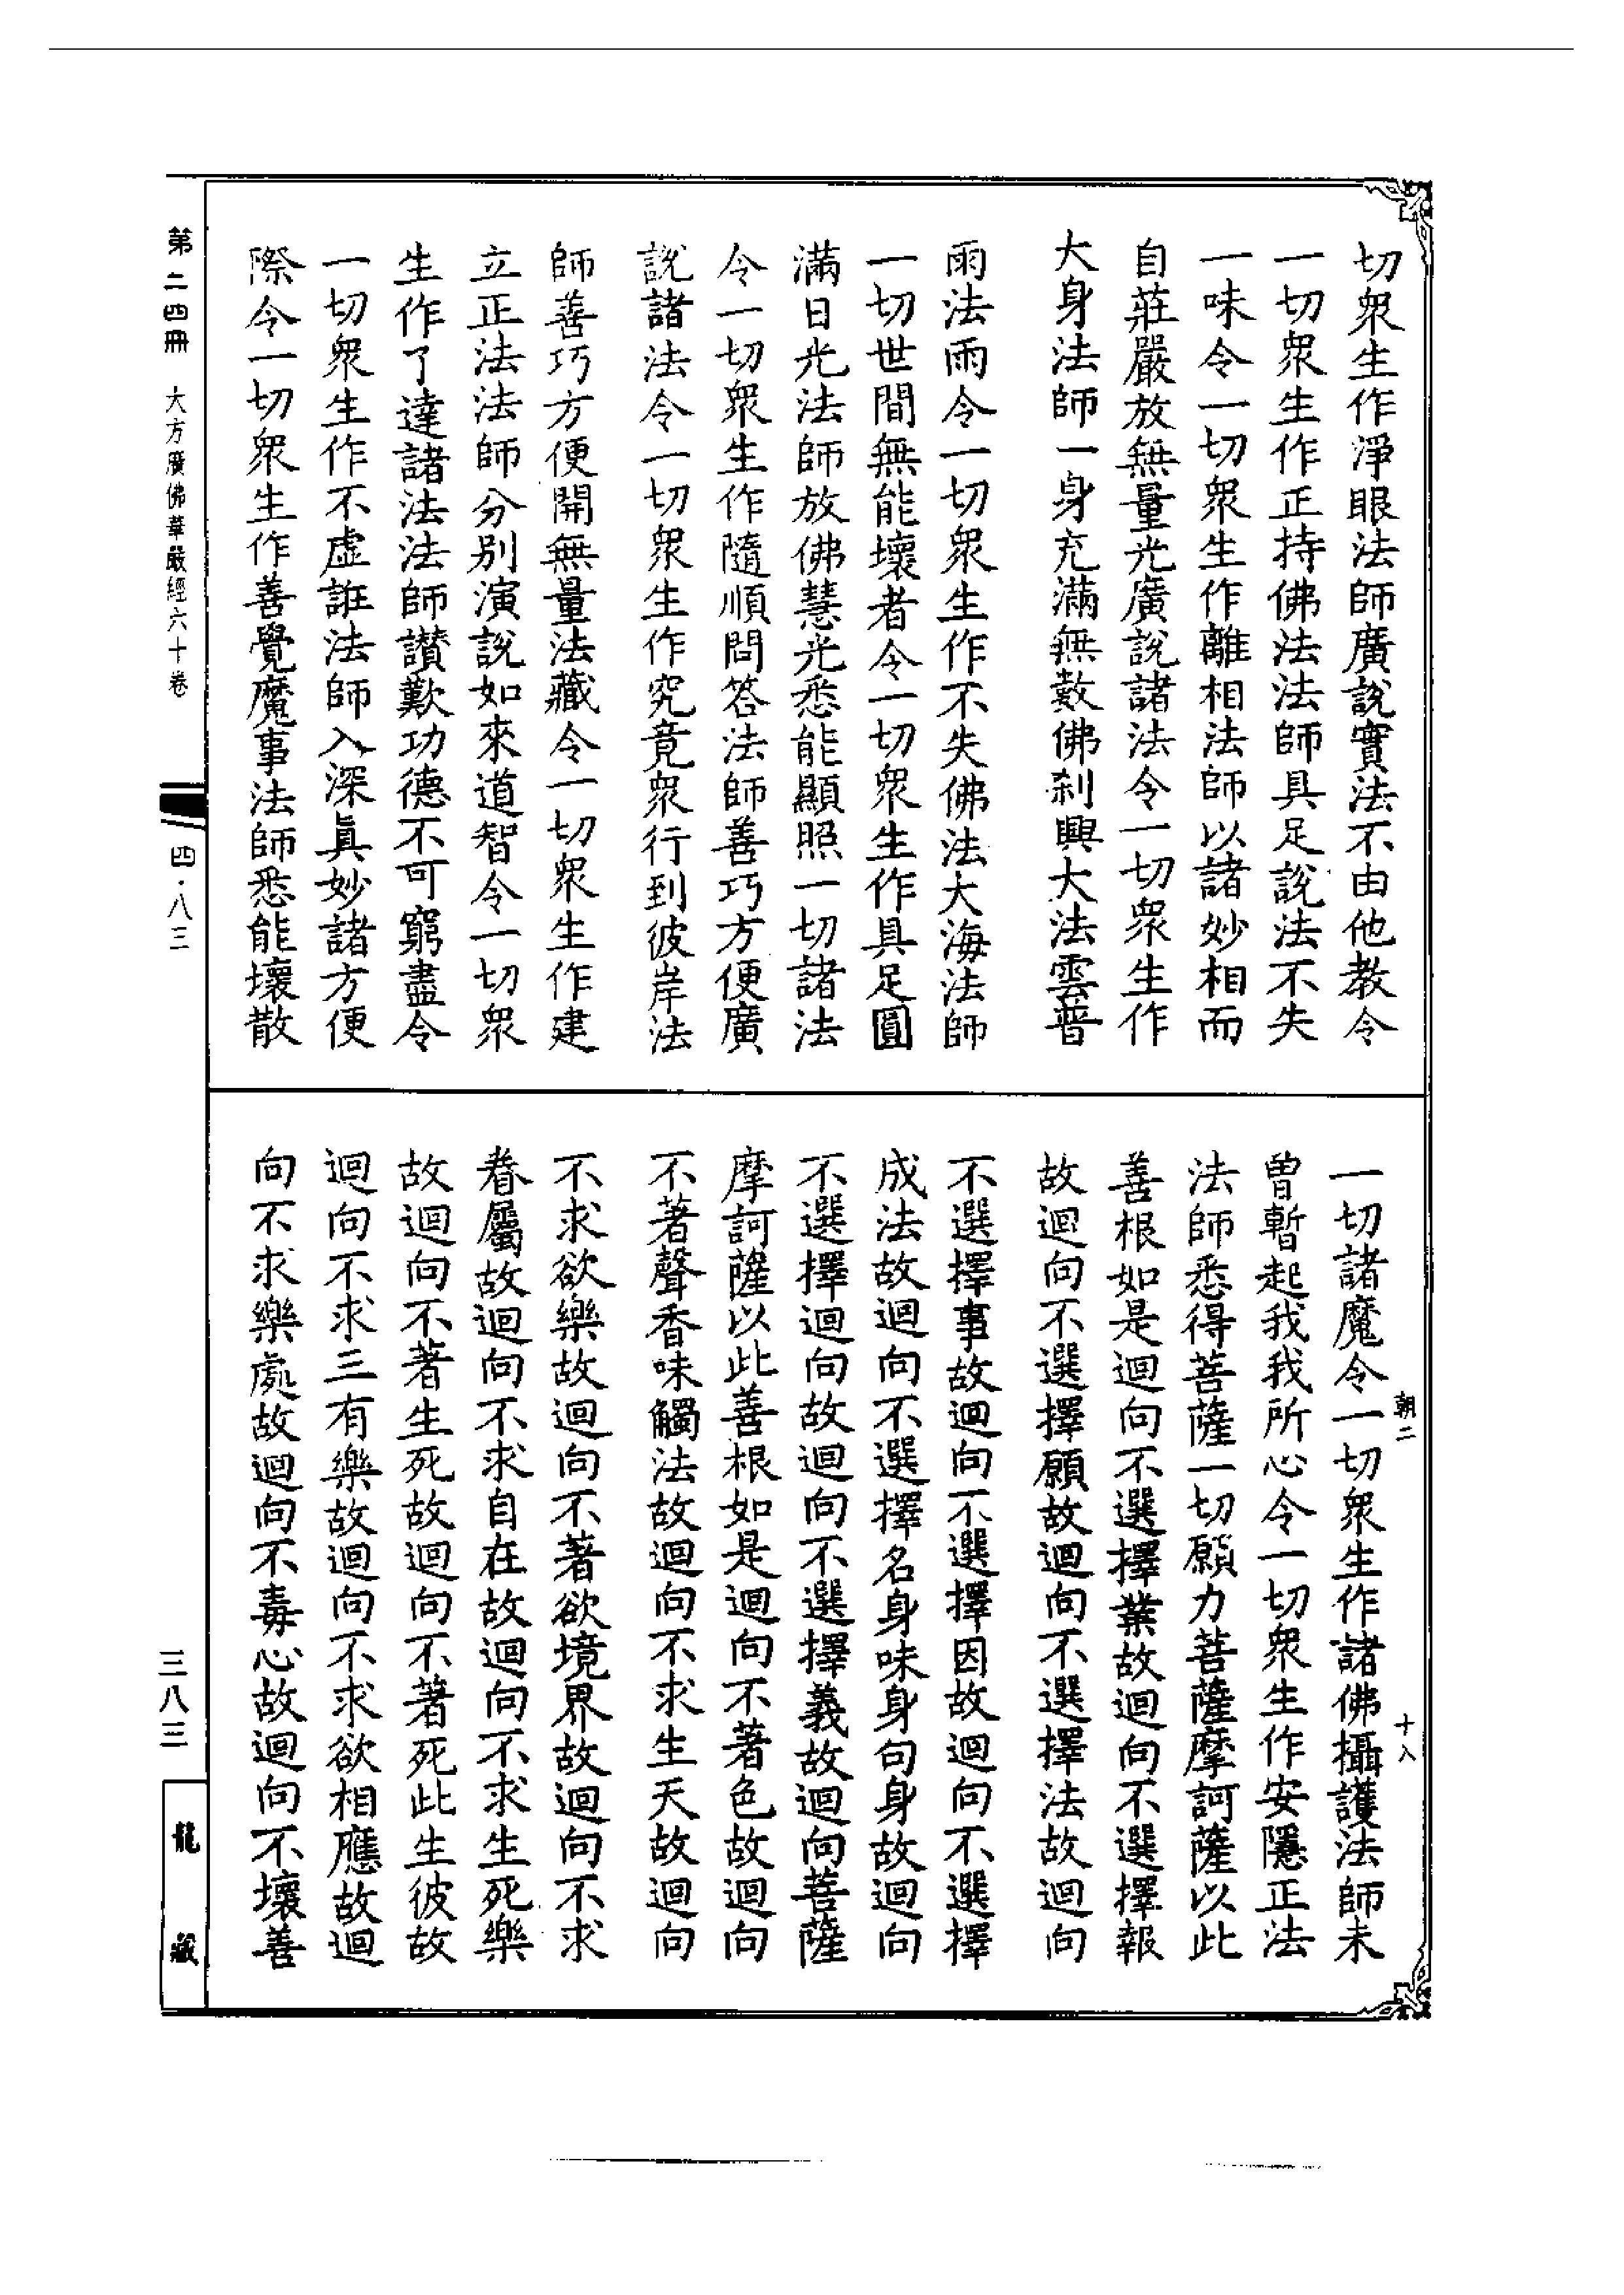 切衆生作淨眼法師廣說實法不由他教令
一切衆生作正持佛法法師具足說法不失
一味令一切衆生作離相法師以諸妙相而
自莊嚴放無量光廣說諸法令一切衆生作
大身法師一身充滿無數佛刹興大法雲普
雨法雨令一切衆生作不失佛法大海法師
一切世間無能壞者令一切衆生作具足圓
滿日光法師放佛慧光悉能顯照一切諸法
令一切衆生作隨順問答法師善巧方便廣
說諸法令一切衆生作究竟衆行到彼岸法
師善巧方便開無量法藏令一切衆生作建
立正法法師分別演說如來道智令一切衆
生作了達諸法法師讃歎功德不可窮盡令
一切衆生作不虛誑法師入深眞妙諸方便
際令一切衆生作善覺魔事法師悉能壞散
一切諸魔令一切衆生作諸佛攝護法師未
曾暫起我我所心令一切衆生作安隱正法
法師悉得菩薩一切願力菩薩摩訶薩以此
善根如是迴向不選擇業故迴向不選擇報
故迴向不選擇願故迴向不選擇法故迴向
不選擇事故迴向不選擇因故迴向不選擇
成法故迴向不選擇名身味身句身故迴向
不選擇迴向故迴向不選擇義故迴向菩薩
摩訶薩以此善根如是迴向不著色故迴向
不著聲香味觸法故迴向不求生天故迴向
不求欲樂故迴向不著欲境界故迴向不求
眷屬故迴向不求自在故迴向不求生死樂
故迴向不著生死故迴向不著死此生彼故
迴向不求三有樂故迴向不求欲相應故迴
向不求樂處故迴向不毒心故迴向不壞善
朝二
十八
第二四冊
大方廣佛華嚴經六十卷
四·八三
三八三
龍藏